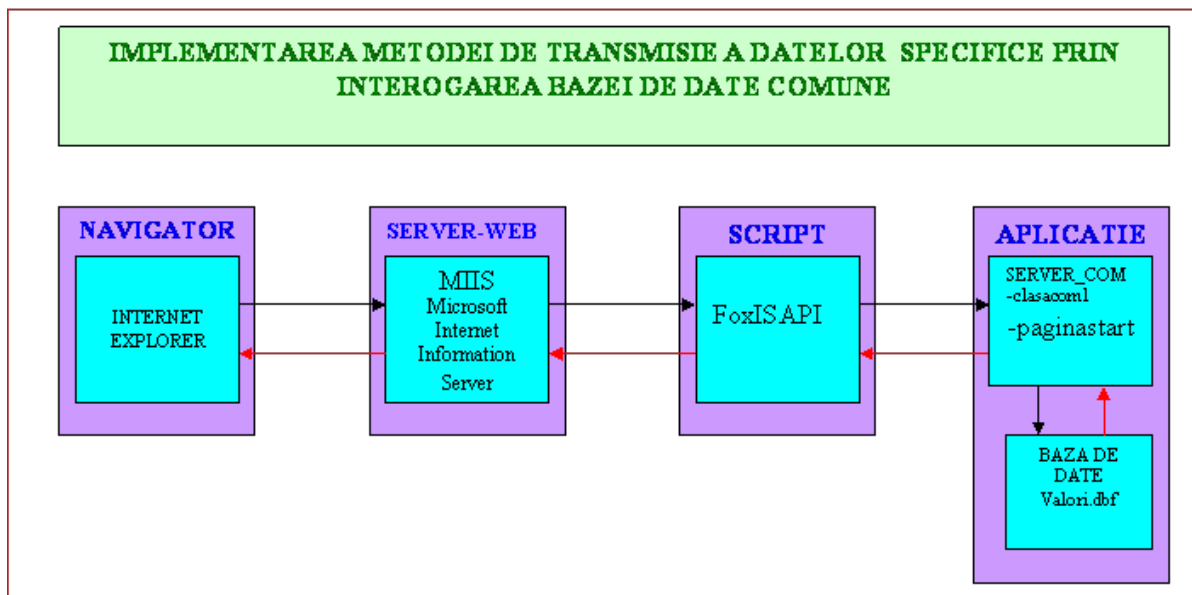 IMPLEMENTAREA METODEI DE TRANSMISIE A DATELOR SPECIFICE PRIN
INTEROGAREA BAZEI DE DATE COMUNE
NAVIGATOR
INTERNET
EXPLORER
SERVER-WEB
MIIS
Microsoft
Internet
Information
Server
SCRIPT
FoxISAPI
APLICATIE
SERVER_COM
-clasacom1
-paginastart
BAZA DE
DATE
Valori.dbf